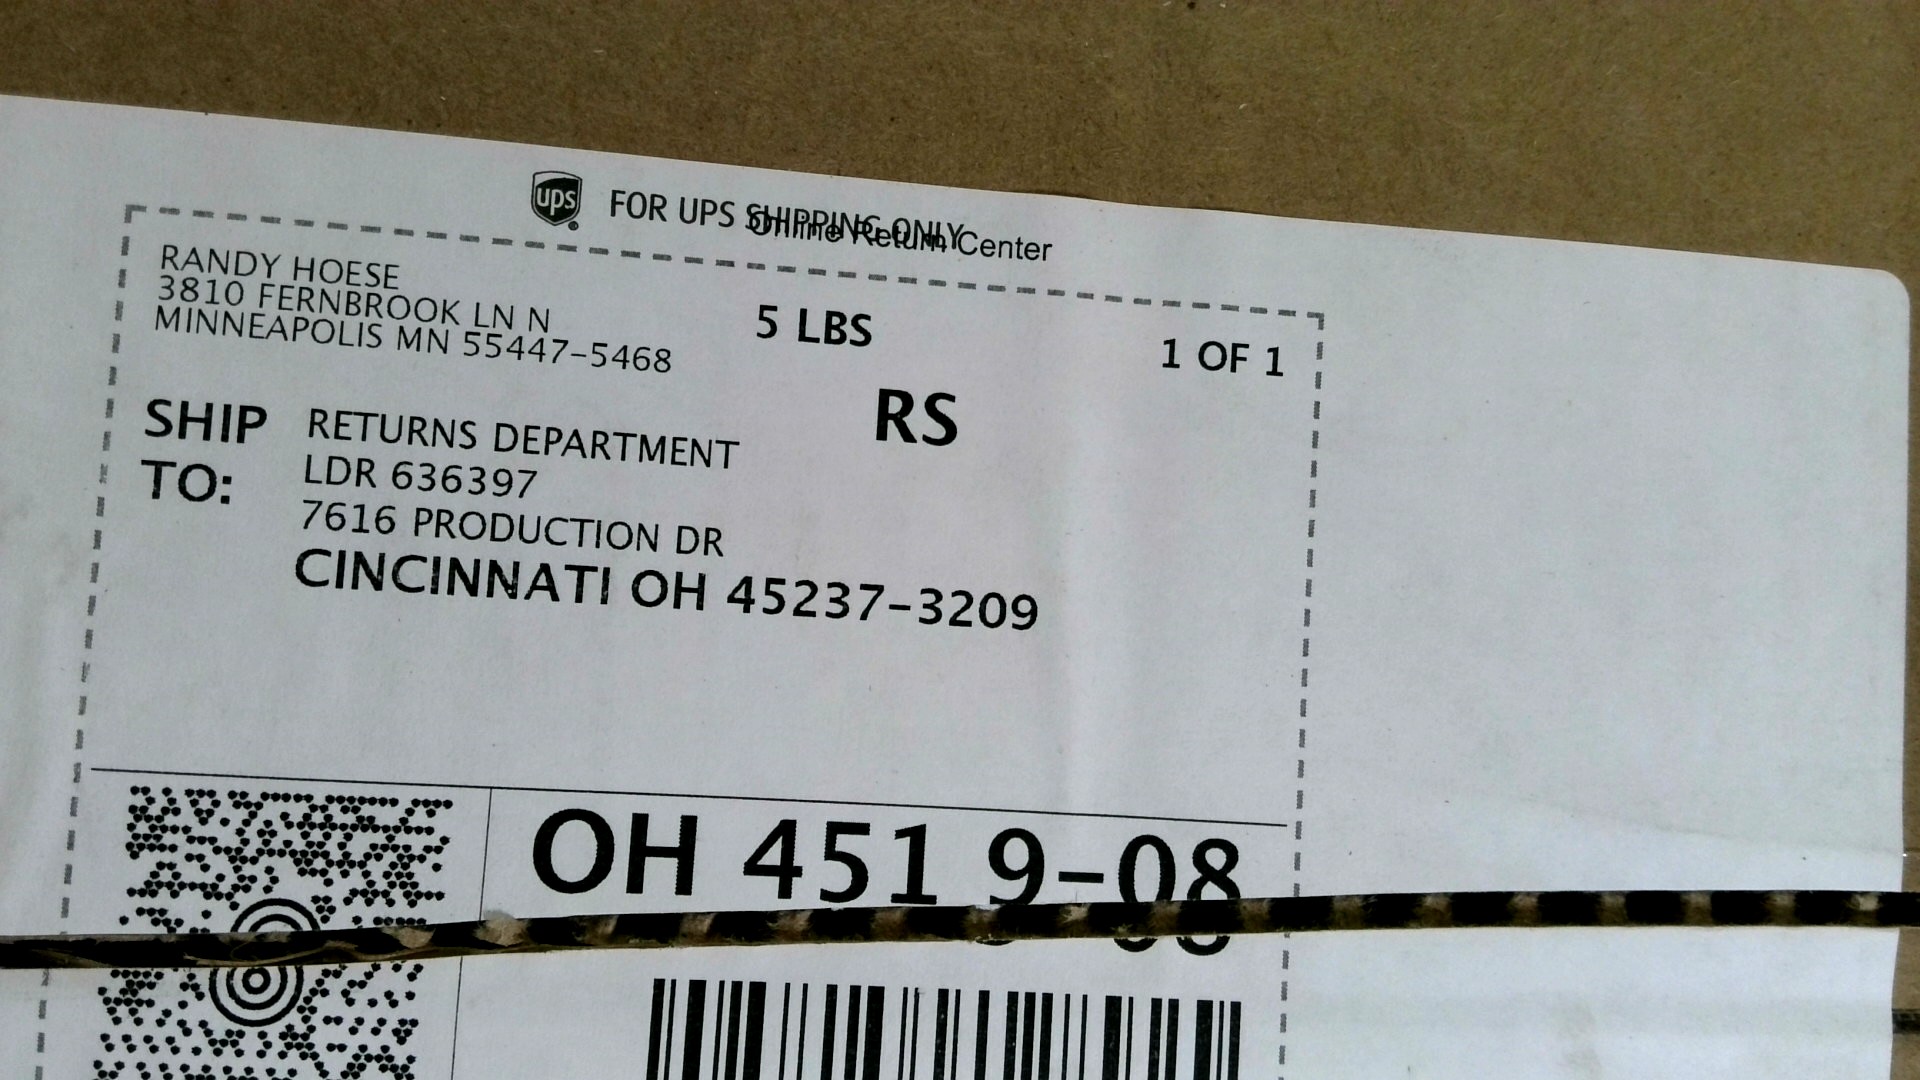 ups
FOR UPS SHIPPING ONLY
Online Return Center
RANDY HOESE
3810 FERNBROOK LN N
MINNEAPOLIS MN 55447-5468
5 LBS
1 OF 1
RS
SHIP TO:
RETURNS DEPARTMENT
LDR 636397
7616 PRODUCTION DR
CINCINNATI OH 45237-3209
OH 451 9-08